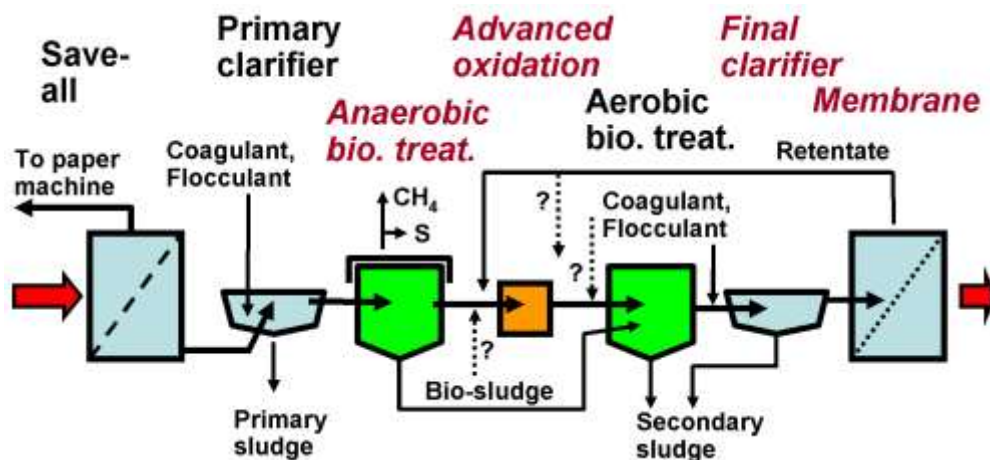 Save-
all
Primary
clarifier
Advanced
oxidation
Final
clarifier
Membrane
Anaerobic
bio. treat.
Aerobic
bio. treat.
To paper
machine
Coagulant,
Flocculant
CH4
S
?
?
Coagulant,
Flocculant
Retentate
?
Bio-sludge
Primary
sludge
Secondary
sludge